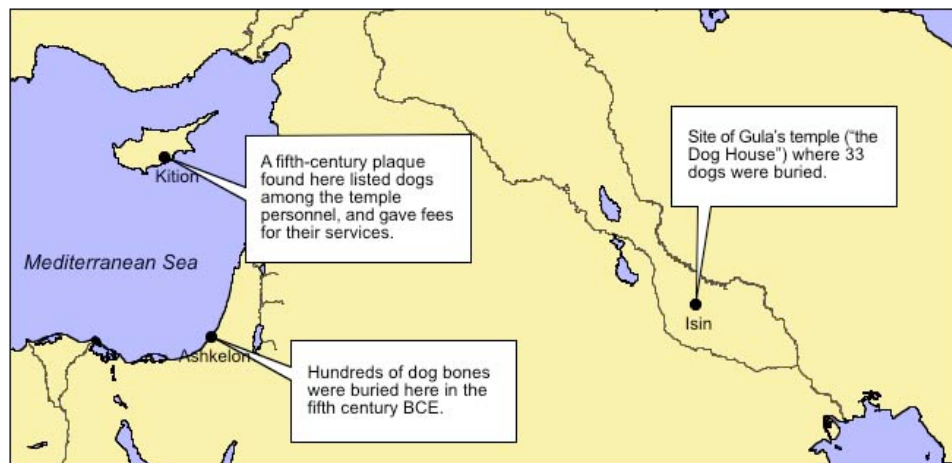 Site of Gula's temple ("the
Dog House") where 33
dogs were buried.
A fifth-century plaque
found here listed dogs
among the temple
personnel, and gave fees
for their services.
Kition
Mediterranean Sea
Isin
Ashkelon
Hundreds of dog bones
were buried here in the
fifth century BCE.